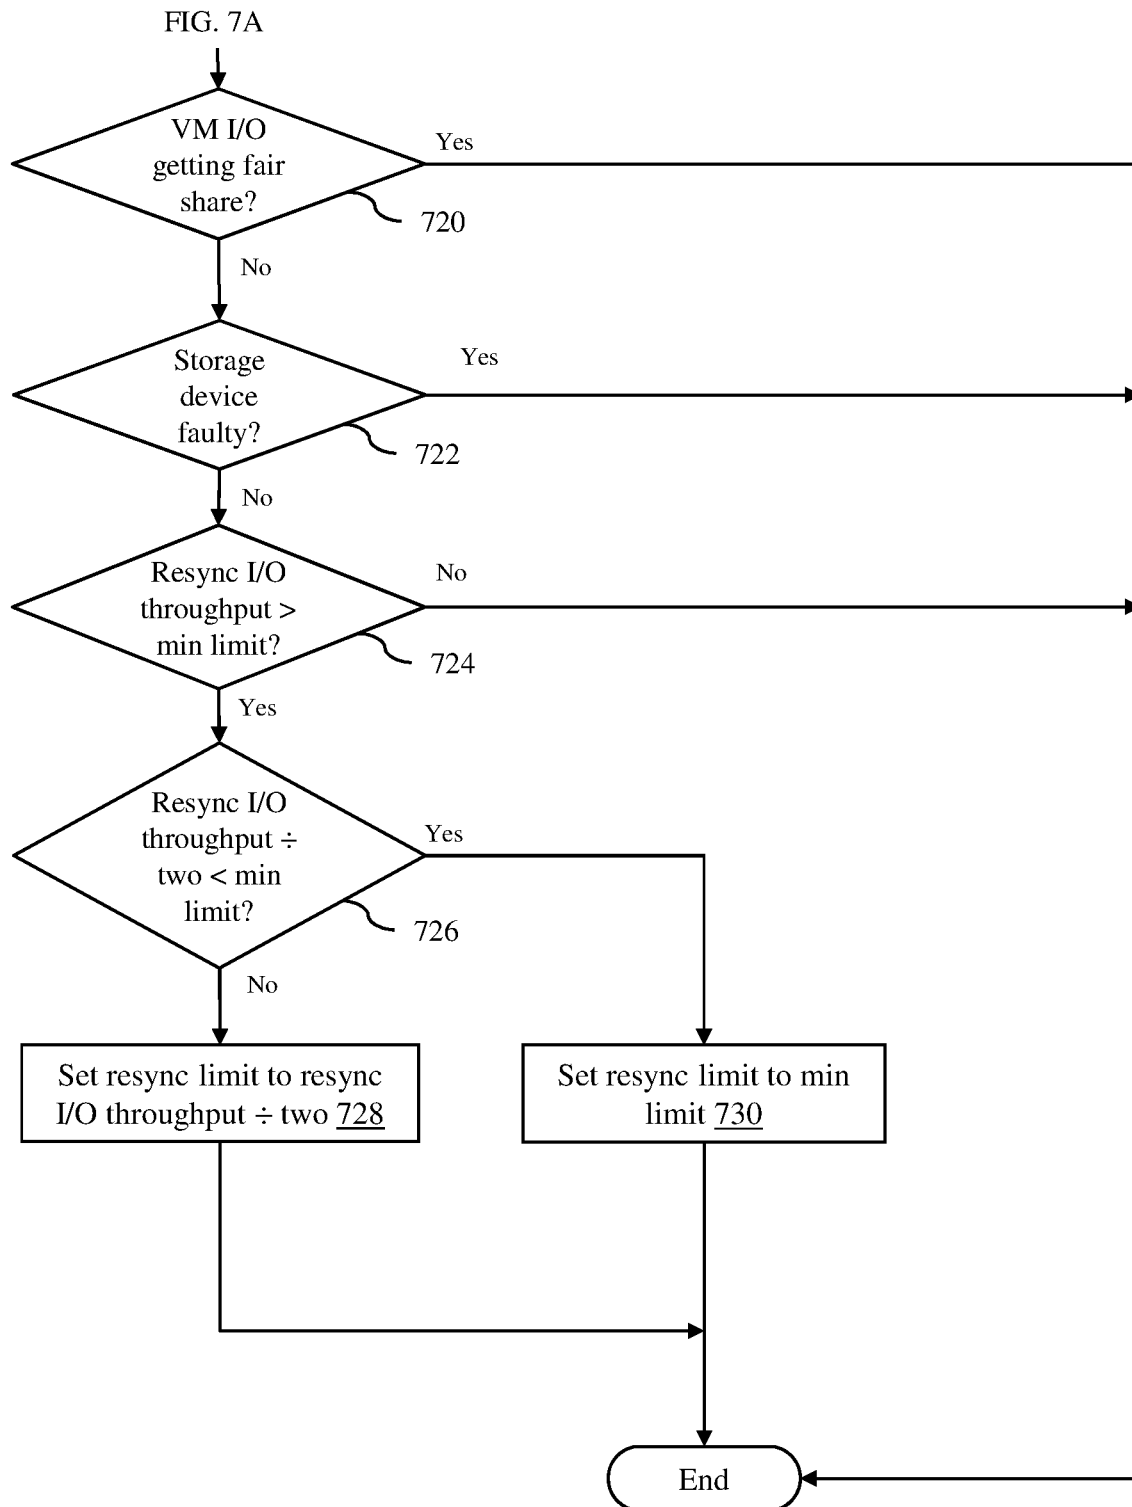 FIG. 7A
VM I/O
getting fair
share?
Yes
720
No
Storage
device
faulty?
Yes
722
No
Resync I/O
throughput >
min limit?
No
724
Yes
Resync I/O
throughput ÷
two < min
limit?
Yes
726
No
Set resync limit to resync
I/O throughput ÷ two 728
Set resync limit to min
limit 730
End